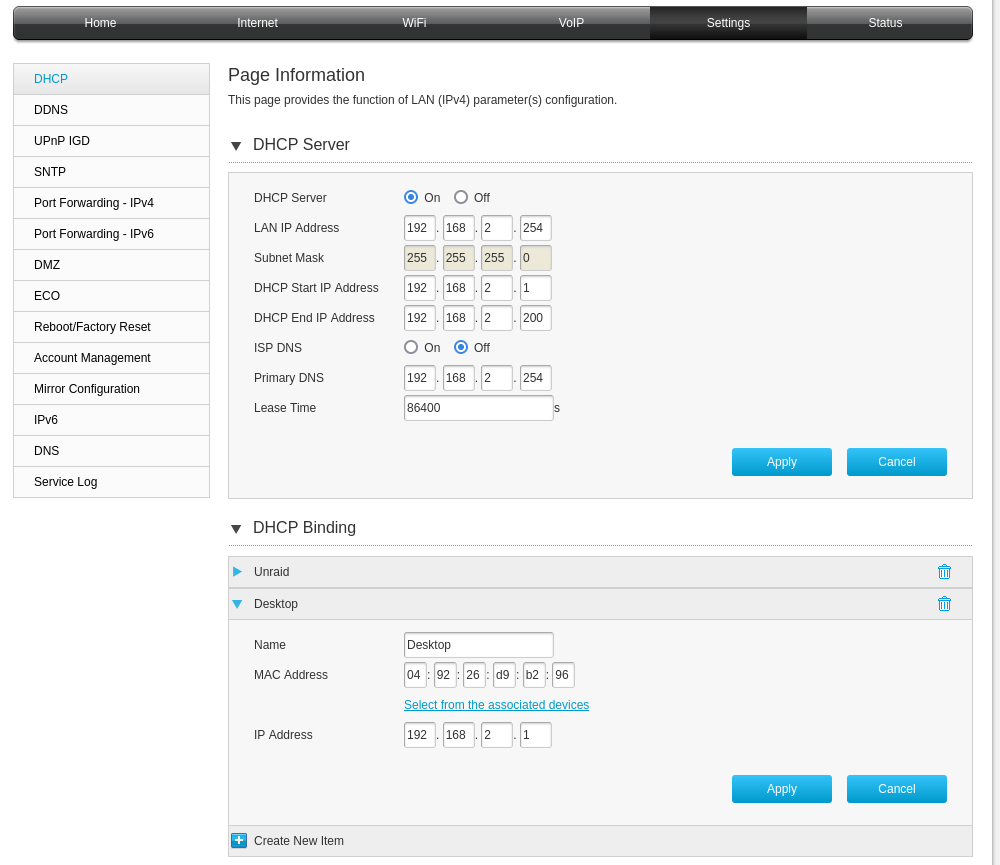 Home Internet WiFi VoIP Settings Status
DHCP
DDNS
UPnP IGD
SNTP
Port Forwarding - IPv4
Port Forwarding - IPv6
DMZ
ECO
Reboot/Factory Reset
Account Management
Mirror Configuration
IPv6
DNS
Service Log
Page Information
This page provides the function of LAN (IPv4) parameter(s) configuration.
DHCP Server
DHCP Server On Off
LAN IP Address 192 . 168 . 2 . 254
Subnet Mask 255 . 255 . 255 . 0
DHCP Start IP Address 192 . 168 . 2 . 1
DHCP End IP Address 192 . 168 . 2 . 200
ISP DNS On Off
Primary DNS 192 . 168 . 2 . 254
Lease Time 86400 s
Apply Cancel
DHCP Binding
Unraid
Desktop
Name Desktop
MAC Address 04 : 92 : 26 : d9 : b2 : 96
Select from the associated devices
IP Address 192 . 168 . 2 . 1
Apply Cancel
Create New Item